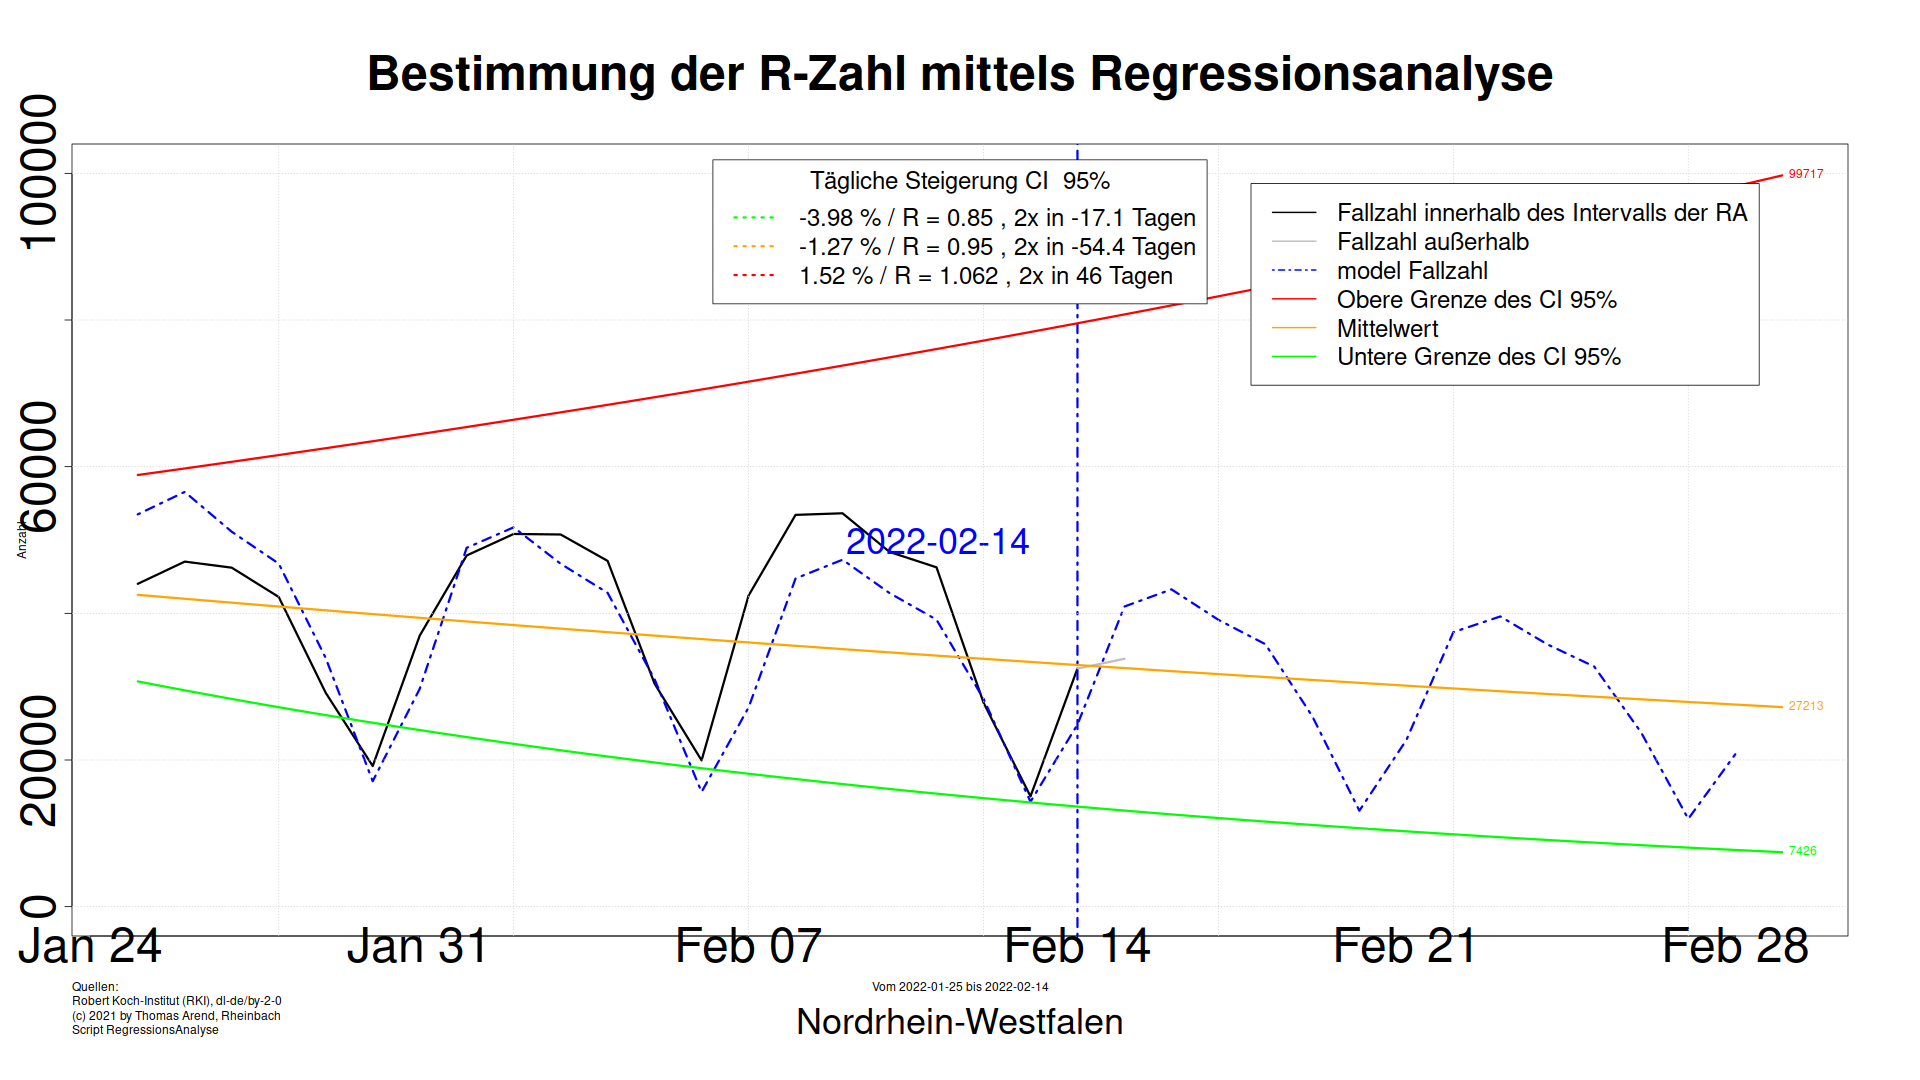 Bestimmung der R-Zahl mittels Regressionsanalyse
100000
60000
20000
0
Anzahl
Tägliche Steigerung CI  95%
-3.98 % / R = 0.85 , 2x in -17.1 Tagen
-1.27 % / R = 0.95 , 2x in -54.4 Tagen
1.52 % / R = 1.062 , 2x in 46 Tagen
99717
Fallzahl innerhalb des Intervalls der RA
Fallzahl außerhalb
model Fallzahl
Obere Grenze des CI 95%
Mittelwert
Untere Grenze des CI 95%
2022-02-14
27213
7426
Jan 24
Jan 31
Feb 07
Feb 14
Feb 21
Feb 28
Quellen:
Robert Koch-Institut (RKI), dl-de/by-2-0
(c) 2021 by Thomas Arend, Rheinbach
Script RegressionsAnalyse
Vom 2022-01-25 bis 2022-02-14
Nordrhein-Westfalen